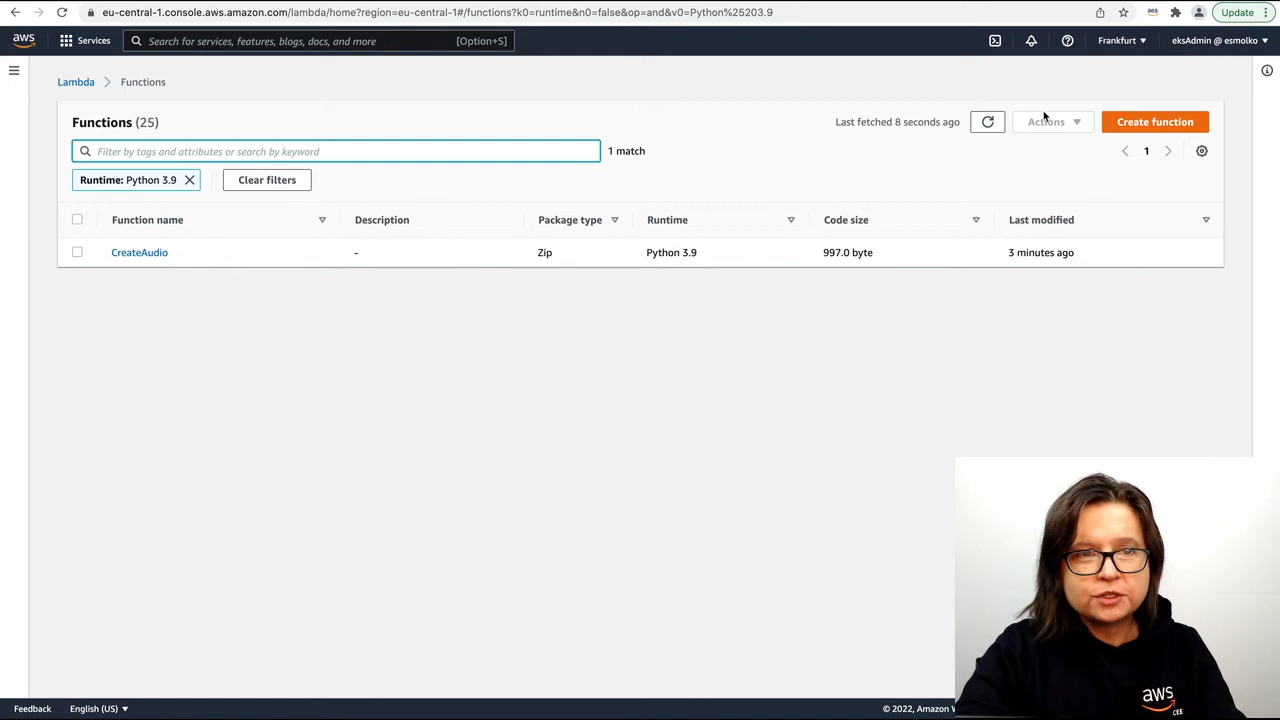 eu-central-1.console.aws.amazon.com/lambda/home?region=eu-central-1#/functions?k0=runtime&n0=false&op=and&v0=Python%25203.9
Update
aws
Services
Search for services, features, blogs, docs, and more
[Option+S]
Frankfurt
eksAdmin @ esmolko
Lambda
Functions
Functions (25)
Last fetched 8 seconds ago
Actions
Create function
Filter by tags and attributes or search by keyword
1 match
1
Runtime: Python 3.9
Clear filters
Function name
Description
Package type
Runtime
Code size
Last modified
CreateAudio
-
Zip
Python 3.9
997.0 byte
3 minutes ago
aws
CEE
Feedback
English (US)
© 2022, Amazon W